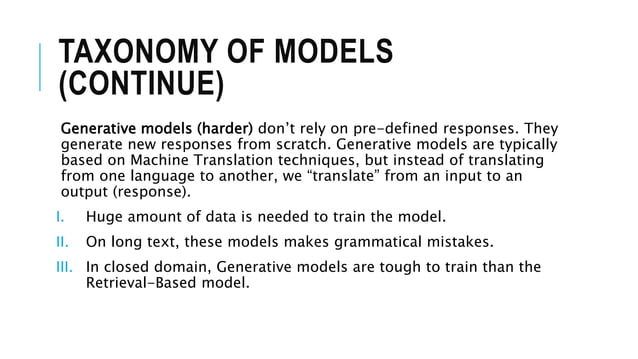 TAXONOMY OF MODELS
(CONTINUE)
Generative models (harder) don’t rely on pre-defined responses. They
generate new responses from scratch. Generative models are typically
based on Machine Translation techniques, but instead of translating
from one language to another, we “translate” from an input to an
output (response).
I. Huge amount of data is needed to train the model.
II. On long text, these models makes grammatical mistakes.
III. In closed domain, Generative models are tough to train than the
Retrieval-Based model.